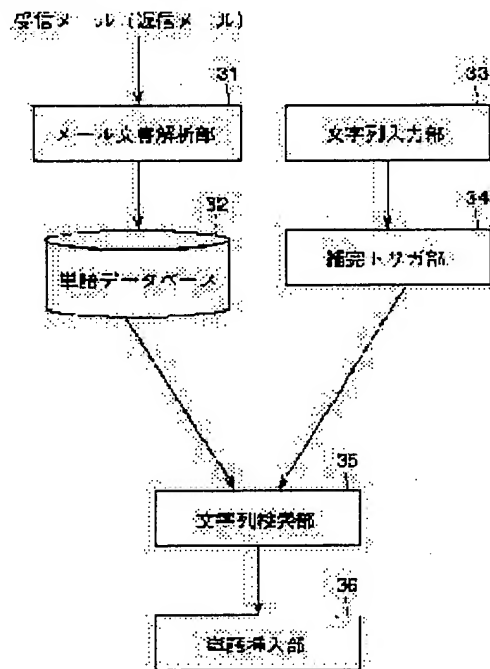 受信メール(返信メール)
31
メール文書解析部
33
文字列入力部
32
単語データベース
34
補完トリガ部
35
文字列検索部
36
単語挿入部